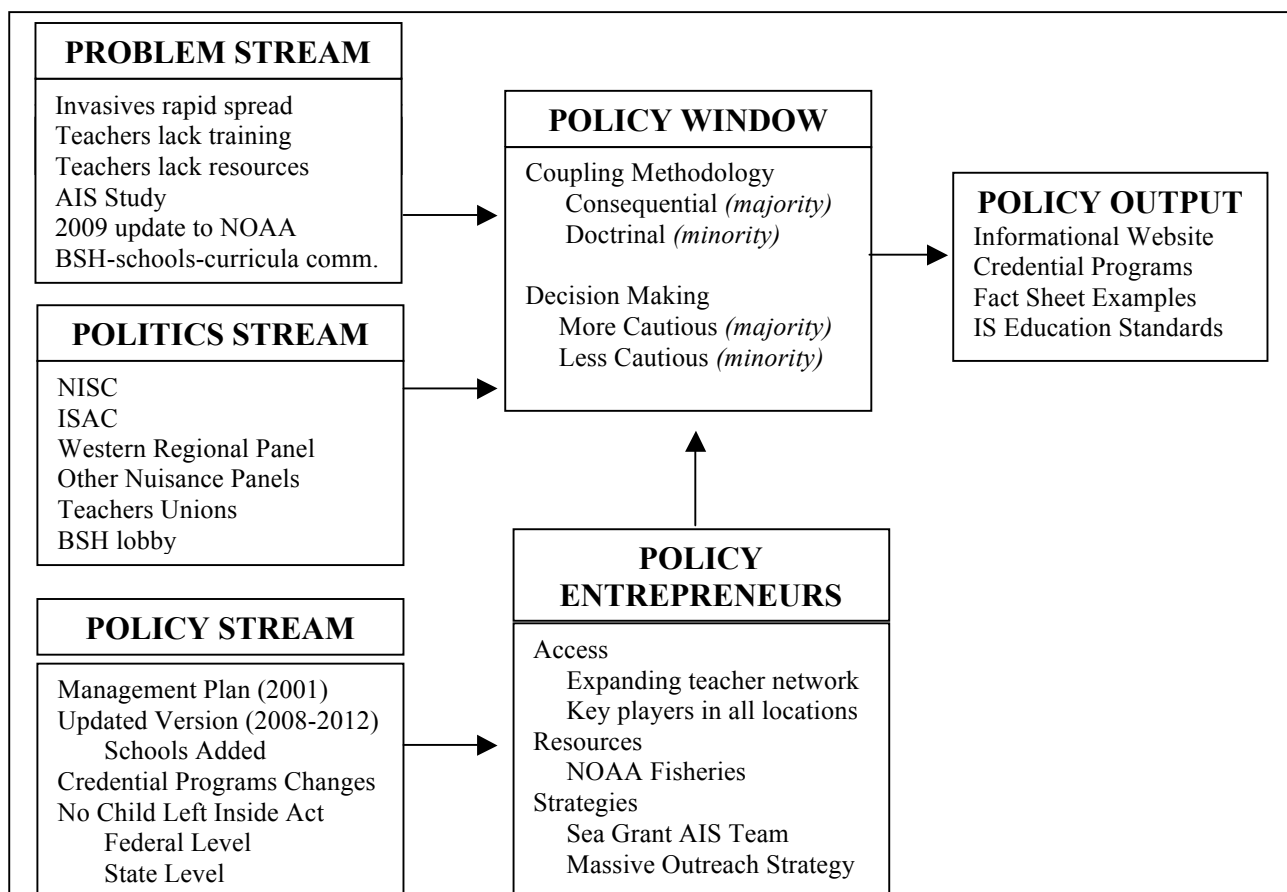 PROBLEM STREAM
Invasives rapid spread
Teachers lack training
Teachers lack resources
AIS Study
2009 update to NOAA
BSH-schools-curricula comm.
POLITICS STREAM
NISC
ISAC
Western Regional Panel
Other Nuisance Panels
Teachers Unions
BSH lobby
POLICY STREAM
Management Plan (2001)
Updated Version (2008-2012)
Schools Added
Credential Programs Changes
No Child Left Inside Act
Federal Level
State Level
POLICY WINDOW
Coupling Methodology
Consequential (majority)
Doctrinal (minority)
Decision Making
More Cautious (majority)
Less Cautious (minority)
POLICY
ENTREPRENEURS
Access
Expanding teacher network
Key players in all locations
Resources
NOAA Fisheries
Strategies
Sea Grant AIS Team
Massive Outreach Strategy
POLICY OUTPUT
Informational Website
Credential Programs
Fact Sheet Examples
IS Education Standards